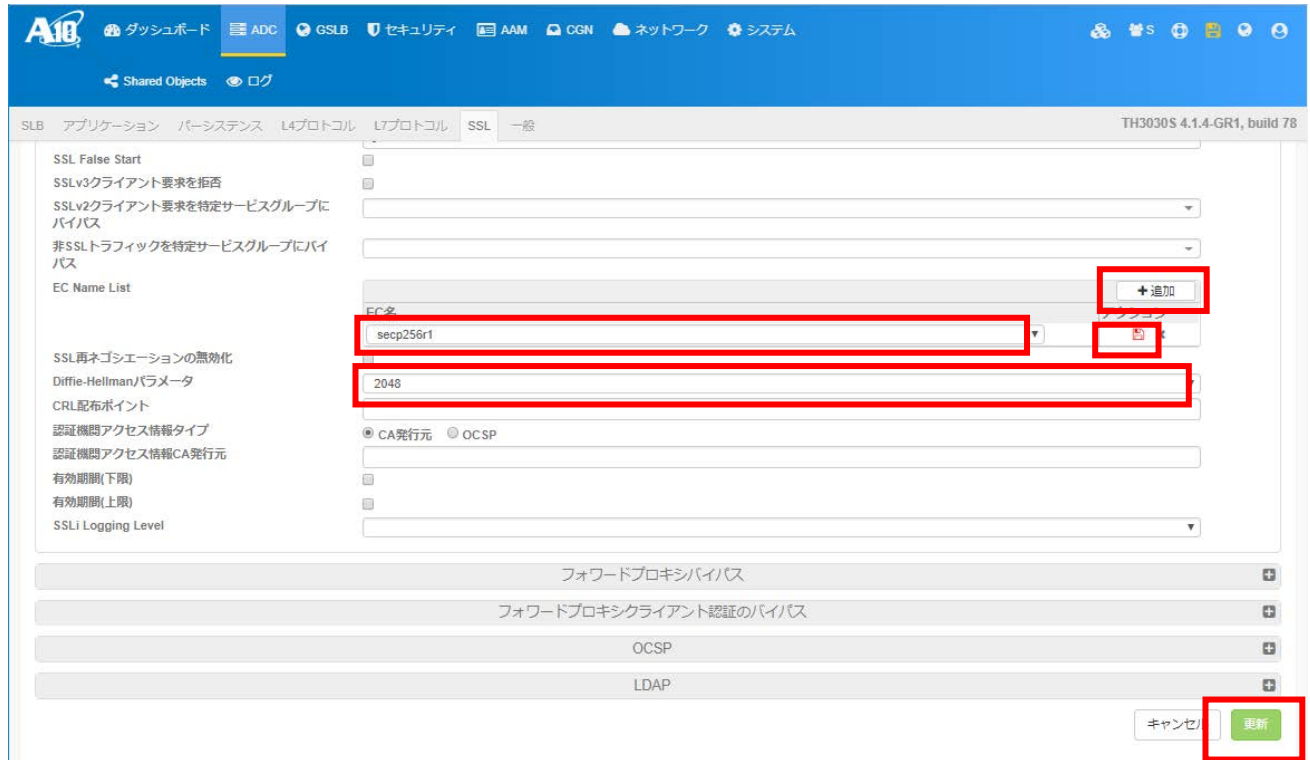 A10
ダッシュボード ADC GSLB セキュリティ AAM CGN ネットワーク システム
S
Shared Objects ログ
SLB アプリケーション パーシステンス L4プロトコル L7プロトコル SSL 一般 TH3030S 4.1.4-GR1, build 78
SSL False Start
SSLv3クライアント要求を拒否
SSLv2クライアント要求を特定サービスグループに
バイパス
非SSLトラフィックを特定サービスグループにバイ
パス
EC Name List
+追加
EC名 アクション
secp256r1
SSL再ネゴシエーションの無効化
Diffie-Hellmanパラメータ 2048
CRL配布ポイント
認証機関アクセス情報タイプ CA発行元 OCSP
認証機関アクセス情報CA発行元
有効期間(下限)
有効期間(上限)
SSLi Logging Level
フォワードプロキシバイパス
フォワードプロキシクライアント認証のバイパス
OCSP
LDAP
キャンセル 更新